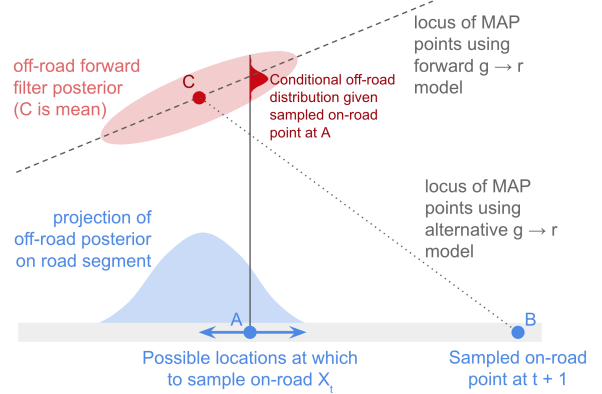 locus of MAP
points using
forward g → r
model
off-road forward
filter posterior
(C is mean)
C
Conditional off-road
distribution given
sampled on-road
point at A
locus of MAP
points using
alternative g → r
model
projection of
off-road posterior
on road segment
A
B
Possible locations at which
to sample on-road Xt
Sampled on-road
point at t + 1